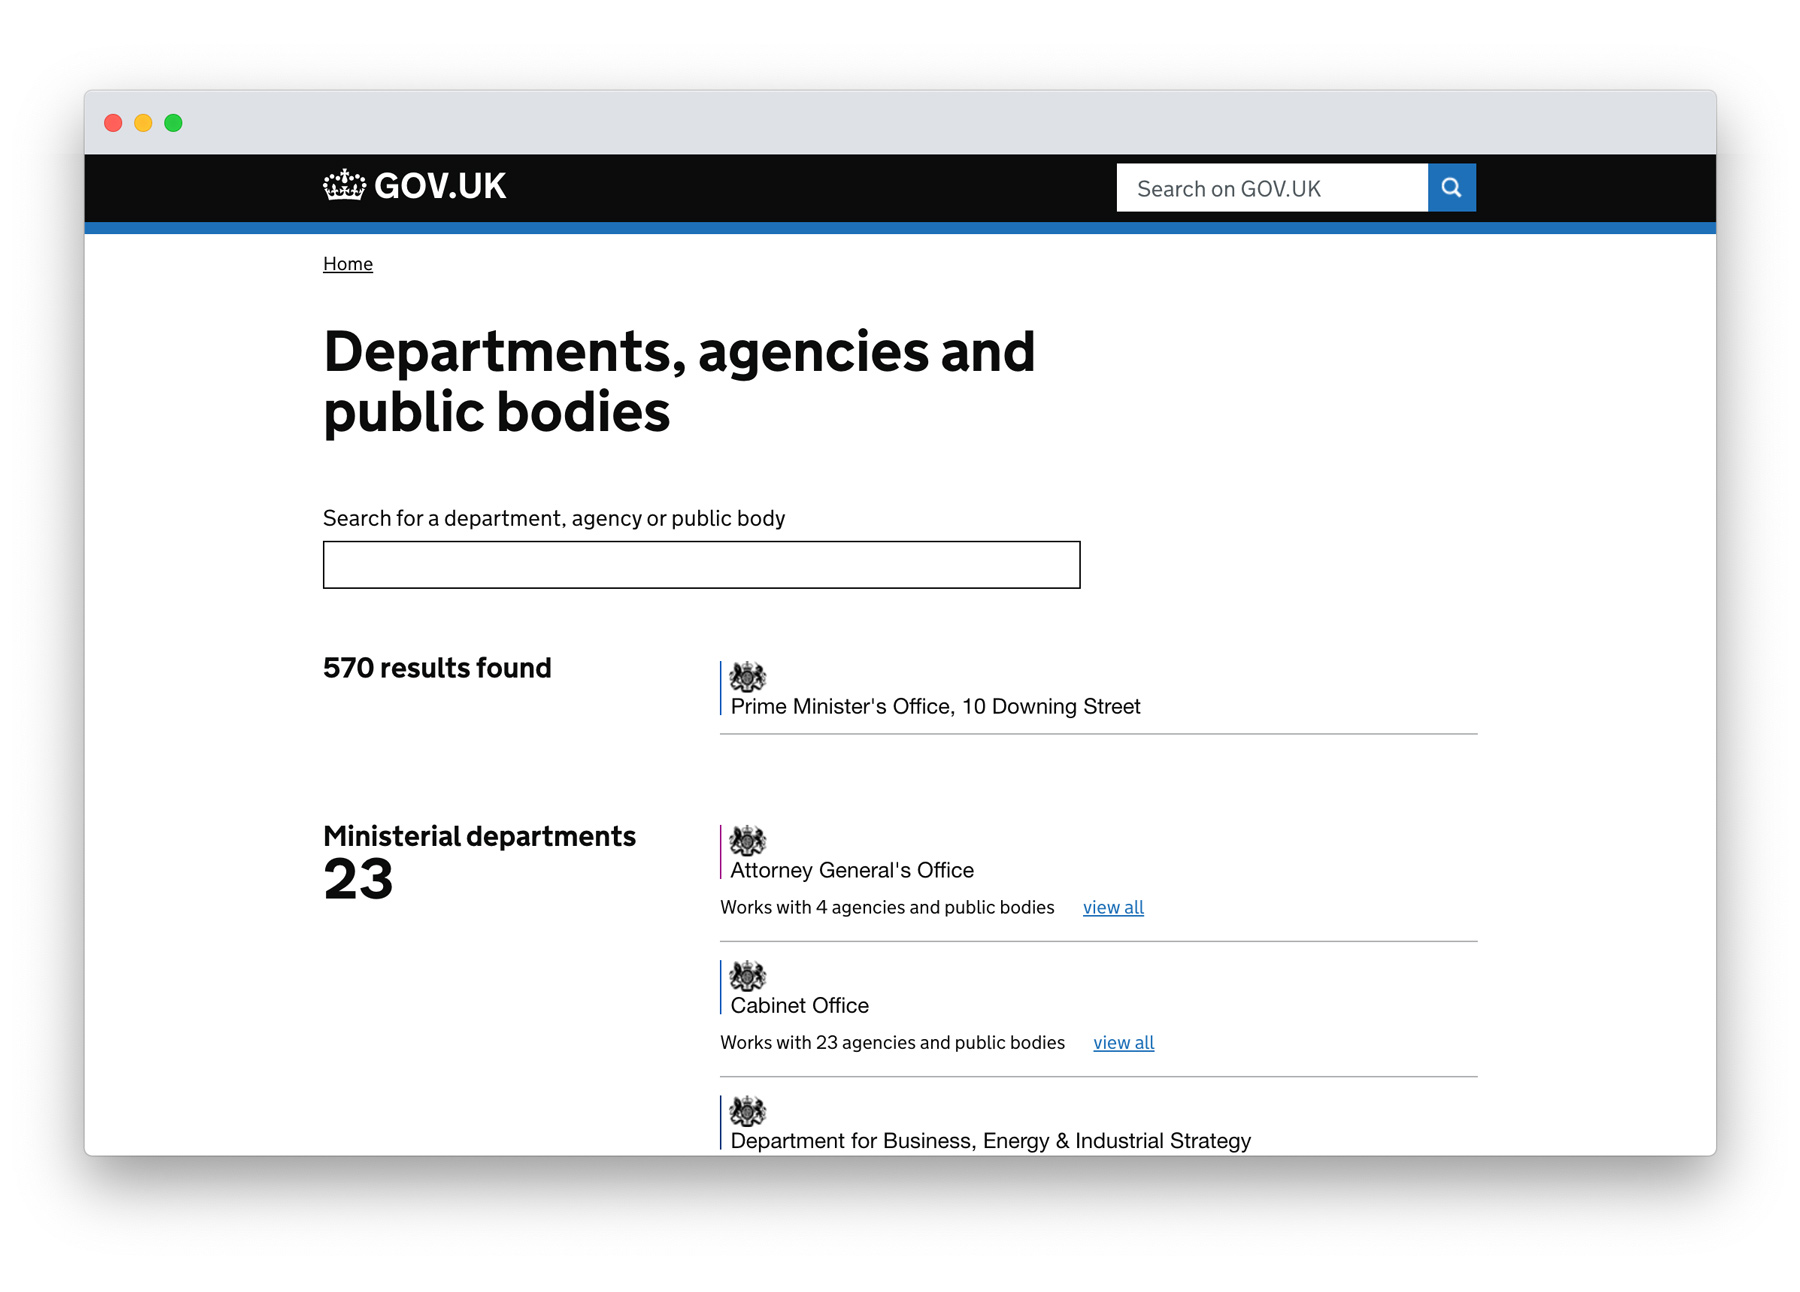 GOV.UK
Search on GOV.UK
Home
Departments, agencies and
public bodies
Search for a department, agency or public body
570 results found
Prime Minister's Office, 10 Downing Street
Ministerial departments
23
Attorney General's Office
Works with 4 agencies and public bodies view all
Cabinet Office
Works with 23 agencies and public bodies view all
Department for Business, Energy & Industrial Strategy